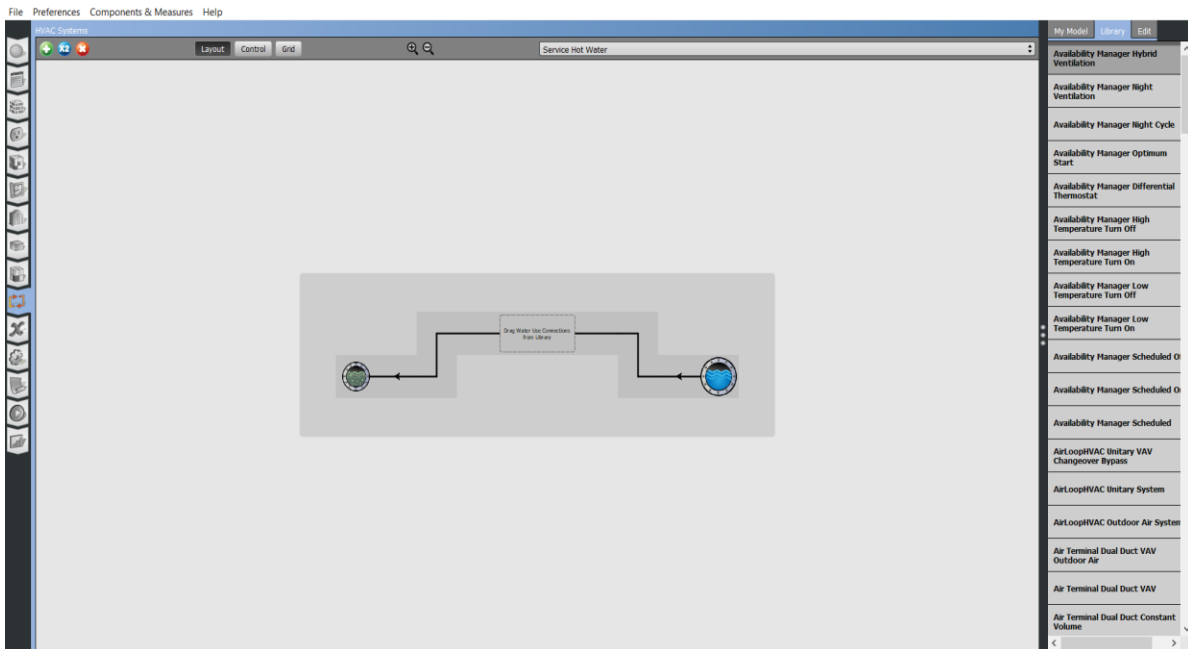 File Preferences Components & Measures Help
HVAC Systems
X2
Layout Control Grid
Service Hot Water
My Model Library Edit
Drag Water Use Connections
from Library
Availability Manager Hybrid
Ventilation
Availability Manager Night
Ventilation
Availability Manager Night Cycle
Availability Manager Optimum
Start
Availability Manager Differential
Thermostat
Availability Manager High
Temperature Turn Off
Availability Manager High
Temperature Turn On
Availability Manager Low
Temperature Turn Off
Availability Manager Low
Temperature Turn On
Availability Manager Scheduled O
Availability Manager Scheduled O
Availability Manager Scheduled
AirLoopHVAC Unitary VAV
Changeover Bypass
AirLoopHVAC Unitary System
AirLoopHVAC Outdoor Air System
Air Terminal Dual Duct VAV
Outdoor Air
Air Terminal Dual Duct VAV
Air Terminal Dual Duct Constant
Volume